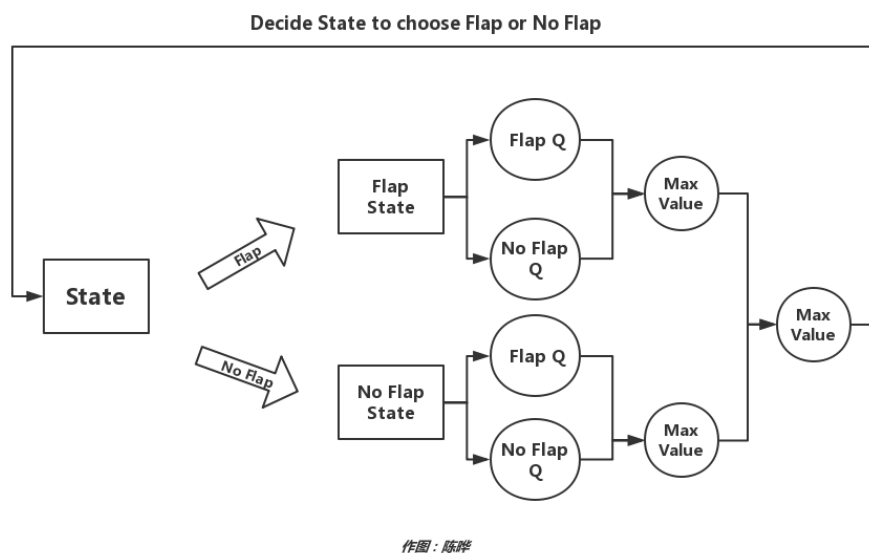 Decide State to choose Flap or No Flap
Flap Q
Flap
State
Max
Value
No Flap
Q
Flap
State
Max
Value
Flap Q
No Flap
No Flap
State
Max
Value
No Flap
Q
作图：陈晔